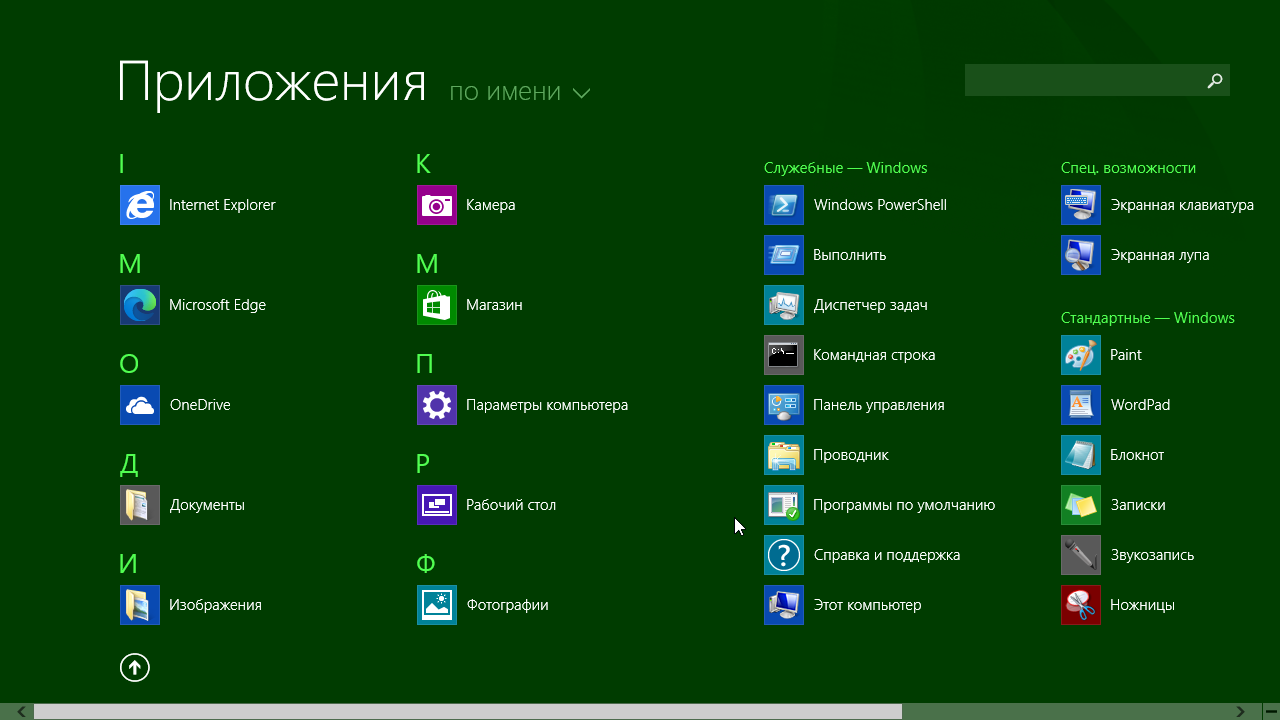 Приложения по имени
I
Internet Explorer
M
Microsoft Edge
O
OneDrive
Д
Документы
И
Изображения
К
Камера
М
Магазин
П
Параметры компьютера
Р
Рабочий стол
Ф
Фотографии
Служебные — Windows
Windows PowerShell
Выполнить
Диспетчер задач
C:\
Командная строка
Панель управления
Проводник
Программы по умолчанию
Справка и поддержка
Этот компьютер
Спец. возможности
Экранная клавиатура
Экранная лупа
Стандартные — Windows
Paint
WordPad
Блокнот
Записки
Звукозапись
Ножницы